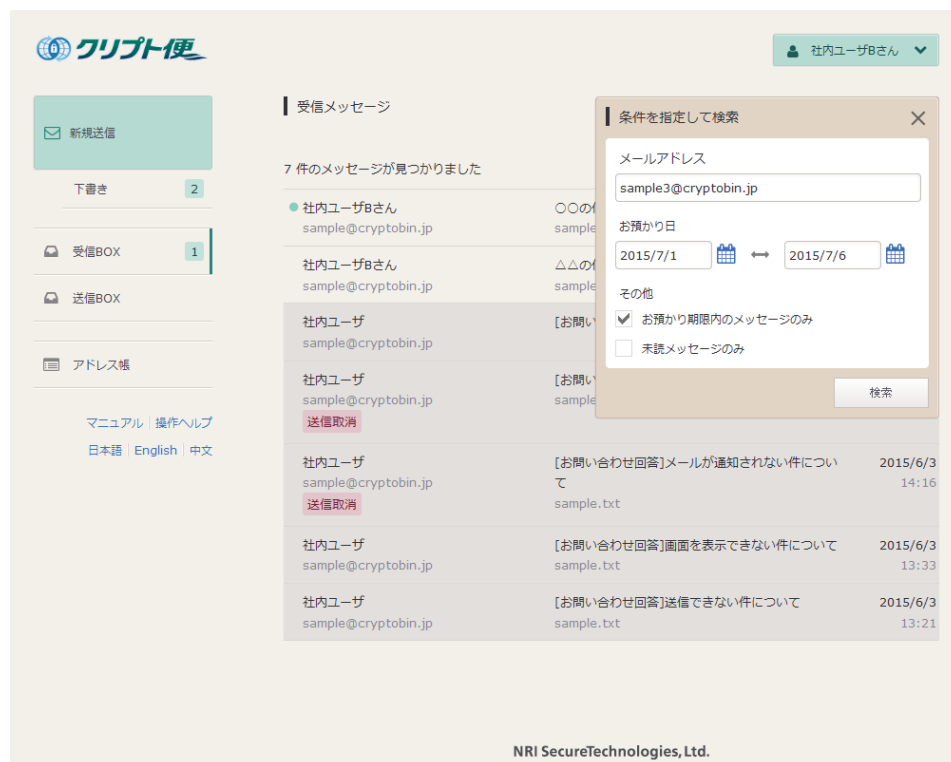 クリプト便
社内ユーザBさん
新規送信
下書き 2
受信BOX 1
送信BOX
アドレス帳
マニュアル 操作ヘルプ
日本語 English 中文
受信メッセージ
7 件のメッセージが見つかりました
社内ユーザBさん
sample@cryptobin.jp
○○の
sample
社内ユーザBさん
sample@cryptobin.jp
△△の
sample
社内ユーザ
sample@cryptobin.jp
[お問い
社内ユーザ
sample@cryptobin.jp
送信取消
[お問い
sample
社内ユーザ
sample@cryptobin.jp
送信取消
[お問い合わせ回答]メールが通知されない件につい
て
sample.txt
2015/6/3
14:16
社内ユーザ
sample@cryptobin.jp
[お問い合わせ回答]画面を表示できない件について
sample.txt
2015/6/3
13:33
社内ユーザ
sample@cryptobin.jp
[お問い合わせ回答]送信できない件について
sample.txt
2015/6/3
13:21
条件を指定して検索
メールアドレス
sample3@cryptobin.jp
お預かり日
2015/7/1 ↔ 2015/7/6
その他
お預かり期限内のメッセージのみ
未読メッセージのみ
検索
NRI SecureTechnologies, Ltd.